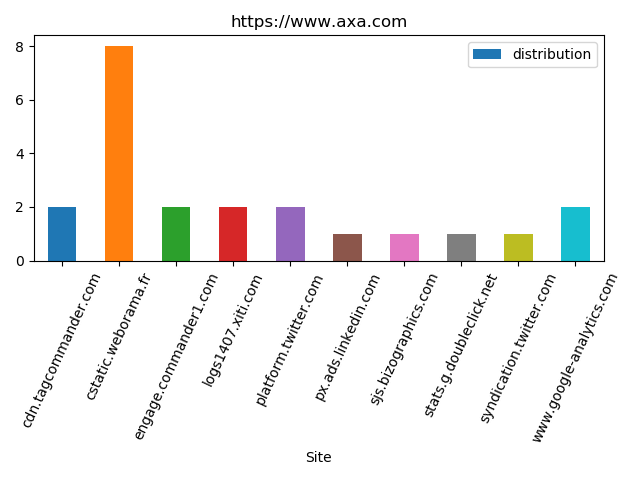 https://www.axa.com
distribution
8
6
4
2
0
cdn.tagcommander.com
cstatic.weborama.fr
engage.commander1.com
logs1407.xiti.com
platform.twitter.com
px.ads.linkedin.com
sjs.bizographics.com
stats.g.doubleclick.net
syndication.twitter.com
www.google-analytics.com
Site